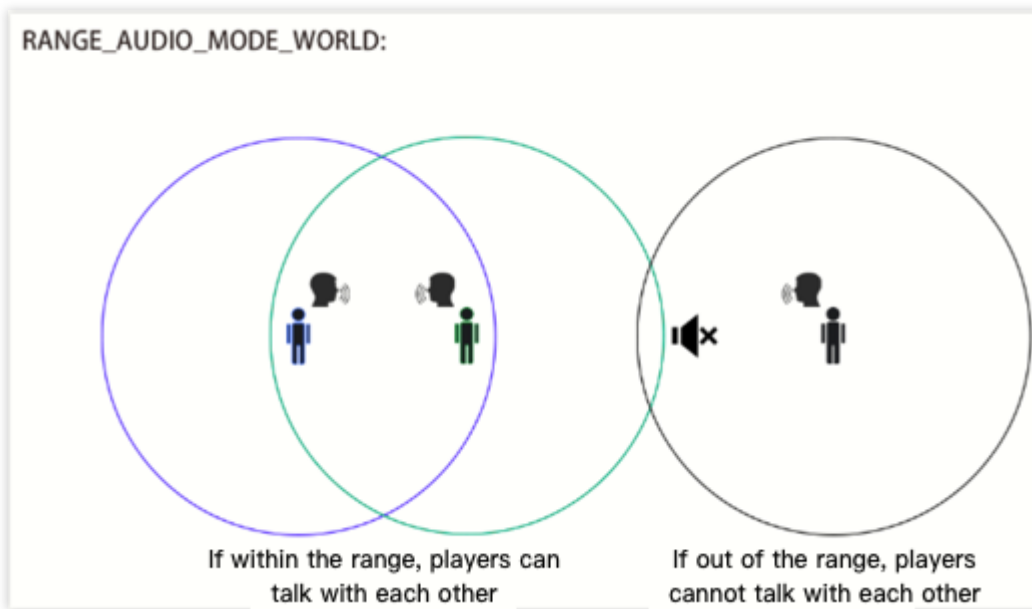 RANGE_AUDIO_MODE_WORLD:
If within the range, players can
talk with each other
If out of the range, players
cannot talk with each other